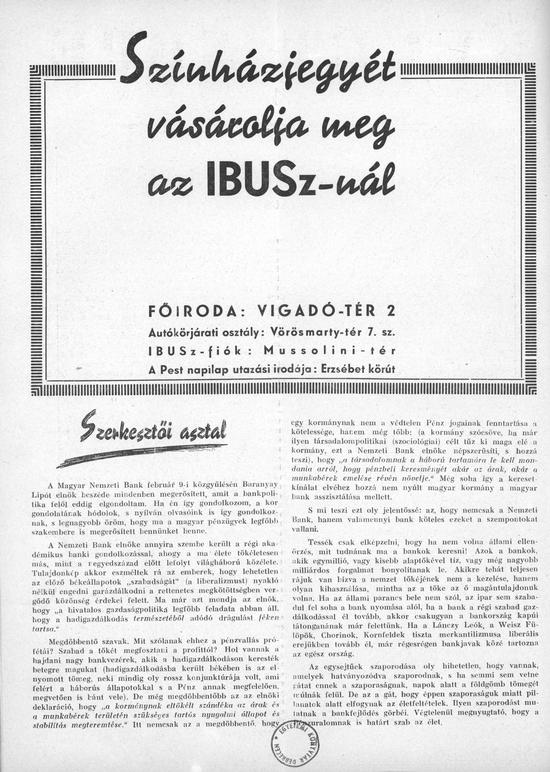 Színházjegyét
vásárolja meg
az IBUSz-nál
FŐIRODA: VIGADÓ-TÉR 2
Autókörjárati osztály: Vörösmarty-tér 7. sz.
IBUSz-fiók: Mussolini-tér
A Pest napilap utazási irodája: Erzsébet körút
Szerkesztői asztal
A Magyar Nemzeti Bank február 9-i közgyűlésén Baranyay
Lipót elnök beszéde mindenben megerősített, amit a bankpoli-
tika felől eddig elgondoltam. Ha én így gondolkozom, a kor
gondolatának hódolok, s nyilván olvasóink is így gondolkoz-
nak, s legnagyobb öröm, hogy ma a magyar pénzügyek legfőbb
szakembere is megerősített bennünket benne.
A Nemzeti Bank elnöke annyira szembe került a régi aka-
démikus banki gondolkozással, ahogy a ma élete tökéletesen
más, mint a negyedszázad előtt lefolyt világháború közélete.
Tulajdonkép akkor eszméltek rá az emberek, hogy lehetetlen
az előző békeállapotok „szabadságát" (a liberalizmust) nyakló
nélkül engedni garázdálkodni a rettenetes megkötöttségben ver-
gődő közönség érdekei felett. Ma már azt mondja az elnök,
hogy „a hivatalos gazdaságpolitika legfőbb feladata abban áll,
hogy a hadigazdálkodás természetéből adódó drágulást féken
tartsa."
Megdöbbentő szavak. Mit szólanak ehhez a pénzvallás pró-
fétái? Szabad a tőkét megfosztani a profittól? Hol vannak a
hajdani nagy bankvezérek, akik a hadigazdálkodáson keresték
betegre magukat (hadigazdálkodásba került békében is az el-
nyomott tömeg, neki mindig oly rossz konjunktúrája volt, ami
felért a háborús állapotokkal s a Pénz annak megfelelően,
megvetően is bánt vele). De még megdöbbentőbb az az elnöki
deklaráció, hogy „a kormánynak eltökélt szándéka az árak és
a munkabérek területén szükséges tartós nyugalmi állapot és
stabilitás megteremtése." Itt nemcsak az a megdöbbentő, hogy
egy kormánynak nem a védtelen Pénz jogainak fenntartása a
kötelessége, hanem még több: (a kormány szócsöve, ha már
ilyen társadalompolitikai (szociológiai) célt tűz ki maga elé a
kormány, ezt a Nemzeti Bank elnöke népszerűsíti, s hozzá
teszi), hogy „a társadalomnak a háború tartamára le kell mon-
dania arról, hogy pénzbeli keresményét akár az árak, akár a
munkabérek emelése révén növelje." Még soha így a kereset-
kínálat elvéhez hozzá nem nyúlt magyar kormány a magyar
bank asszisztálása mellett.
S mi teszi ezt oly jelentőssé: az, hogy nemcsak a Nemzeti
Bank, hanem valamennyi bank köteles ezeket a szempontokat
vallani.
Tessék csak elképzelni, hogy ha nem volna állami ellen-
őrzés, mit tudnának ma a bankok keresni! Azok a bankok,
akik egymillió, vagy kisebb alaptőkével tíz, vagy még nagyobb
milliárdos forgalmat bonyolítanak le. Akikre tehát teljesen
rájuk van bízva a nemzet tőkéjének nem a kezelése, hanem
olyan kihasználása, mintha az a tőke az ő magántulajdonuk
volna. Ha az állami parancs bele nem szól, az ipar sem szaba-
dul fel soha a bank nyomása alól, ha a bank a régi szabad gaz-
dálkodással él tovább, akkor csakugyan a bankország kapui
tátonganának már felettünk. Ha a Lánczy Leók, a Weisz Fü-
löpök, Chorinok, Kornfeldek tiszta merkantilizmusa liberális
erejükben tovább él, már régesrégen bankjavak közé tartozna
az egész ország.
Az egysejtűek szaporodása oly hihetetlen, hogy vannak,
amelyek hatványozódva szaporodnak, s ha semmi sem velne
gátat ennek a szaporaságnak, napok alatt a földgömb tömegét
múlnák felül. De az a gát, hogy éppen szaporaságuk miatt pil-
lanatok alatt elfogynak az életfeltételek. Ilyen szaporodást mu-
tatnak a bankfejlődés görbéi. Végtelenül megnyugtató, hogy a
uralomnak is határt szab az élet.
EGYETEMI KÖNYVTÁR DEBRECEN